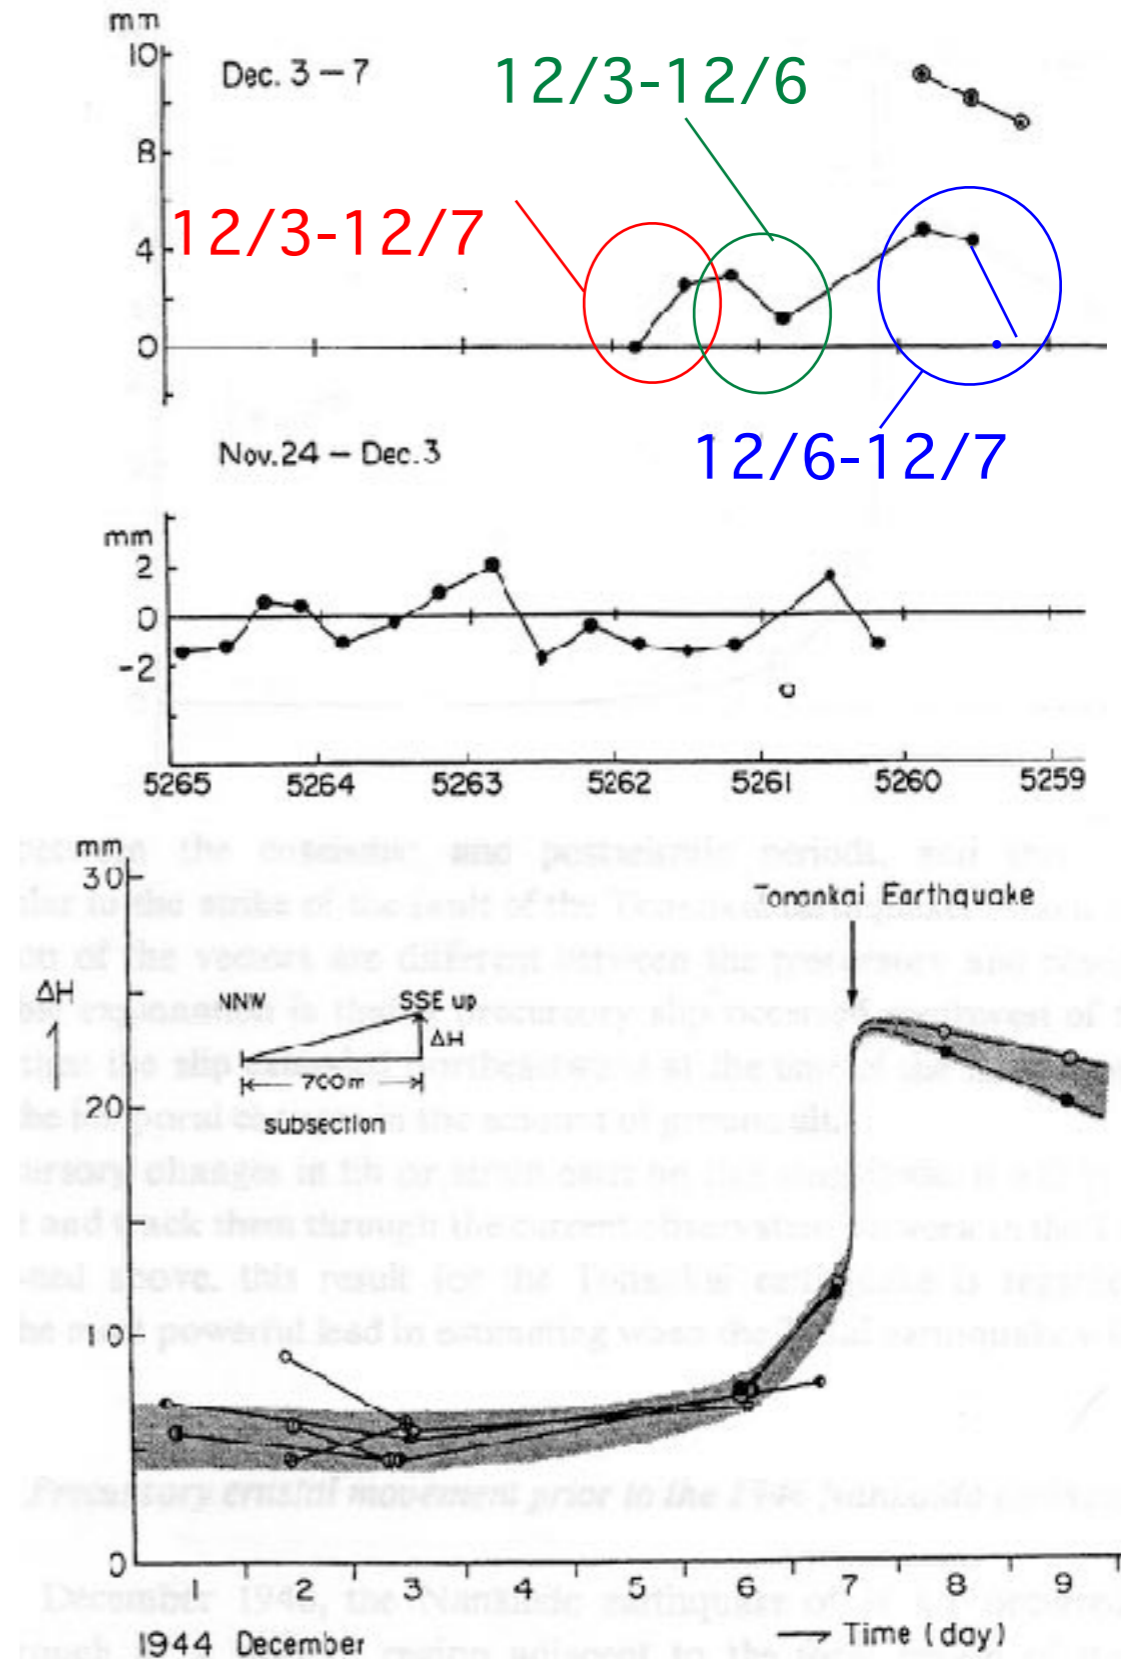 mm
10
Dec. 3 – 7
12/3-12/6
8
12/3-12/7
4
0
Nov. 24 – Dec. 3
12/6-12/7
mm
2
0
-2
5265 5264 5263 5262 5261 5260 5259
mm
30
Tonankai Earthquake
ΔH
NNW SSE up
ΔH
700m
20
subsection
10
0
1 2 3 4 5 6 7 8 9
1944 December
Time (day)